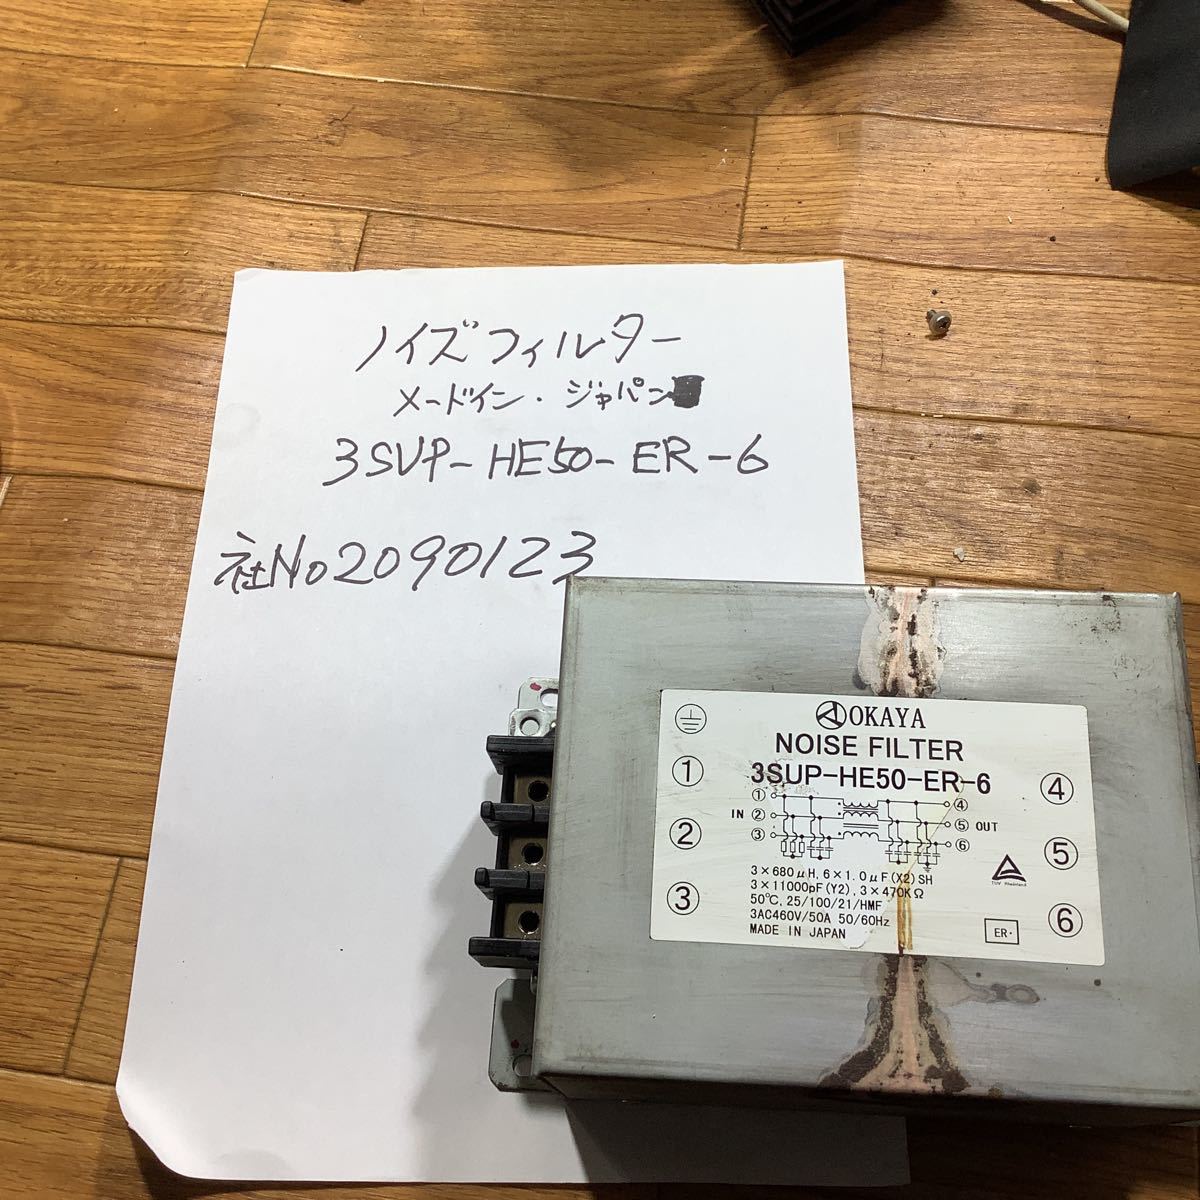 ノイズフィルター
メードイン・ジャパン
3SUP-HE50-ER-6
社No2090123
OKAYA
NOISE FILTER
3SUP-HE50-ER-6
① ② ③
IN
① ② ③
④ ⑤ ⑥
OUT
④ ⑤ ⑥
3×680μH, 6×1.0μF(X2)SH
3×11000pF(Y2), 3×470KΩ
50℃, 25/100/21/HMF
3AC460V/50A 50/60Hz
MADE IN JAPAN
TÜV Rheinland
ER·